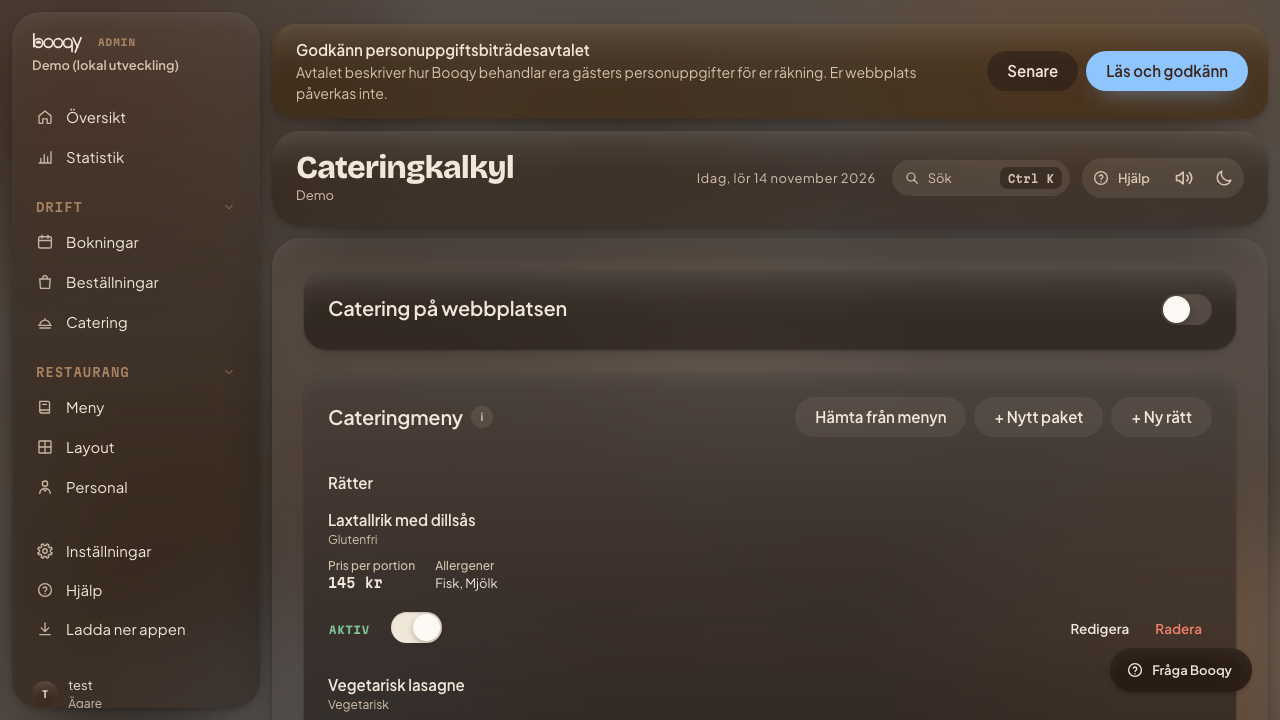 booqy ADMIN
Demo (lokal utveckling)
Översikt
Statistik
DRIFT
Bokningar
Beställningar
Catering
RESTAURANG
Meny
Layout
Personal
Inställningar
Hjälp
Ladda ner appen
T
test
Ägare
Godkänn personuppgiftsbiträdesavtalet
Avtalet beskriver hur Booqy behandlar era gästers personuppgifter för er räkning. Er webbplats
påverkas inte.
Senare
Läs och godkänn
Cateringkalkyl
Demo
Idag, lör 14 november 2026
Sök
Ctrl K
Hjälp
Catering på webbplatsen
Cateringmeny i
Hämta från menyn
+ Nytt paket
+ Ny rätt
Rätter
Laxtallrik med dillsås
Glutenfri
Pris per portion Allergener
145 kr Fisk, Mjölk
AKTIV
Redigera
Radera
Vegetarisk lasagne
Vegetarisk
Fråga Booqy